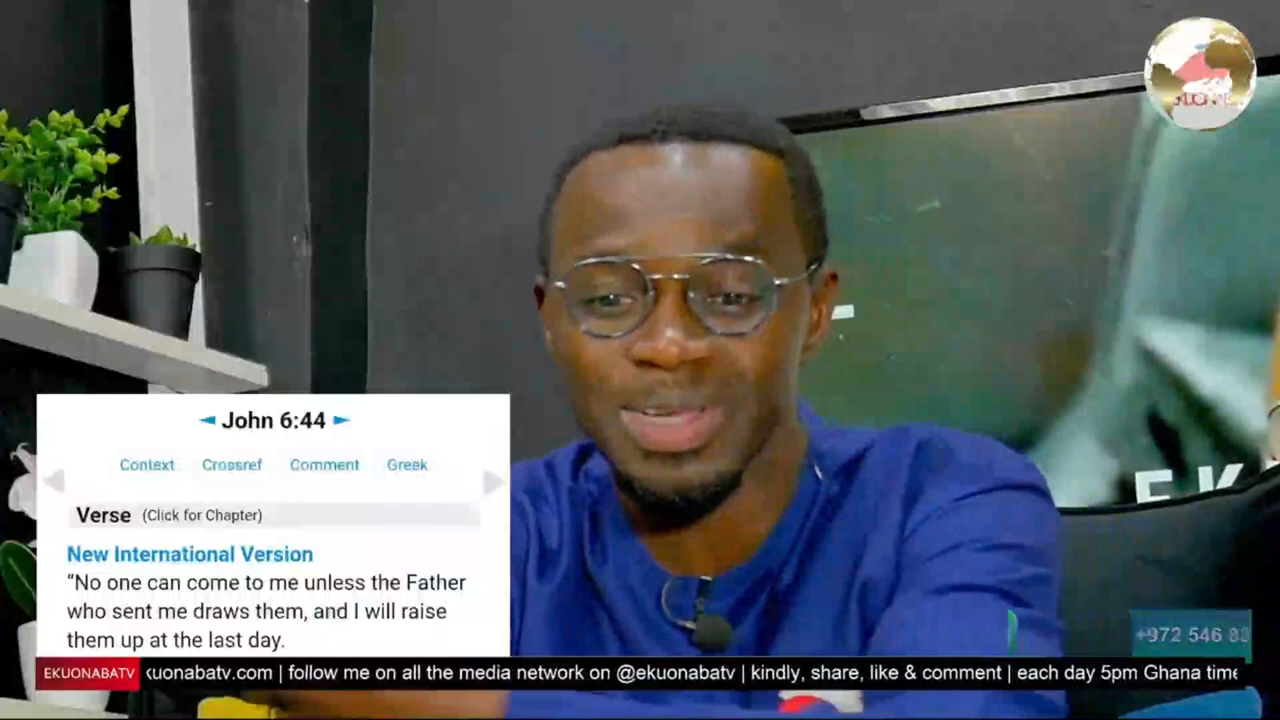 ◄ John 6:44 ►
Context Crossref Comment Greek
Verse (Click for Chapter)
New International Version
“No one can come to me unless the Father
who sent me draws them, and I will raise
them up at the last day.
E K
+972 546 83
EKUONABATV kuonabatv.com | follow me on all the media network on @ekuonabatv | kindly, share, like & comment | each day 5pm Ghana time